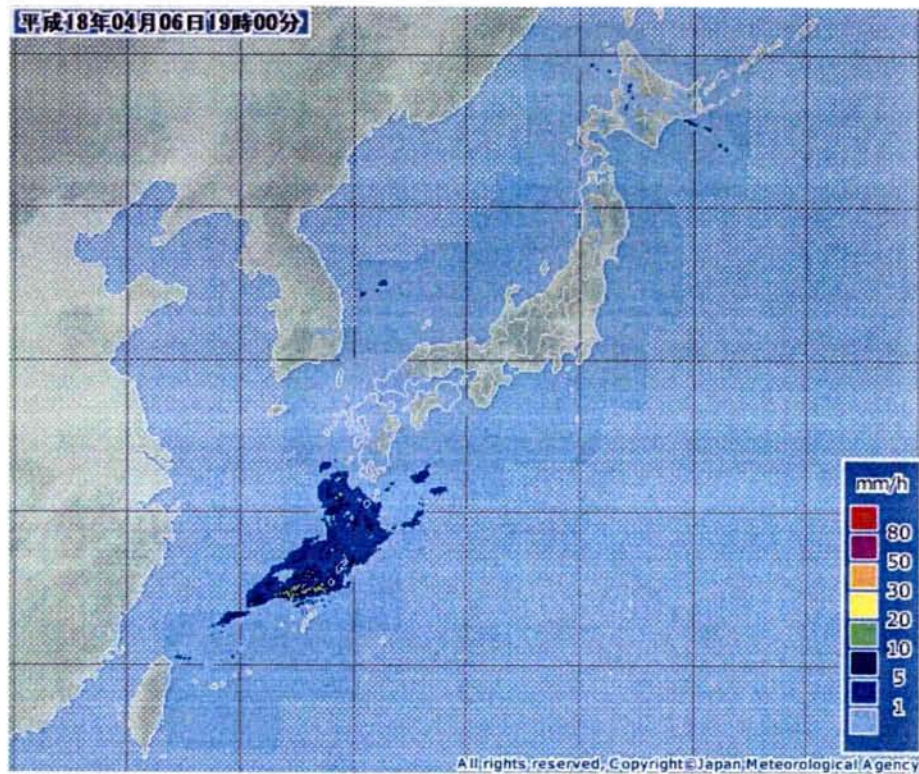 平成18年04月06日19時00分
mm/h
80
50
30
20
10
5
1
All rights reserved, Copyright©Japan Meteorological Agency